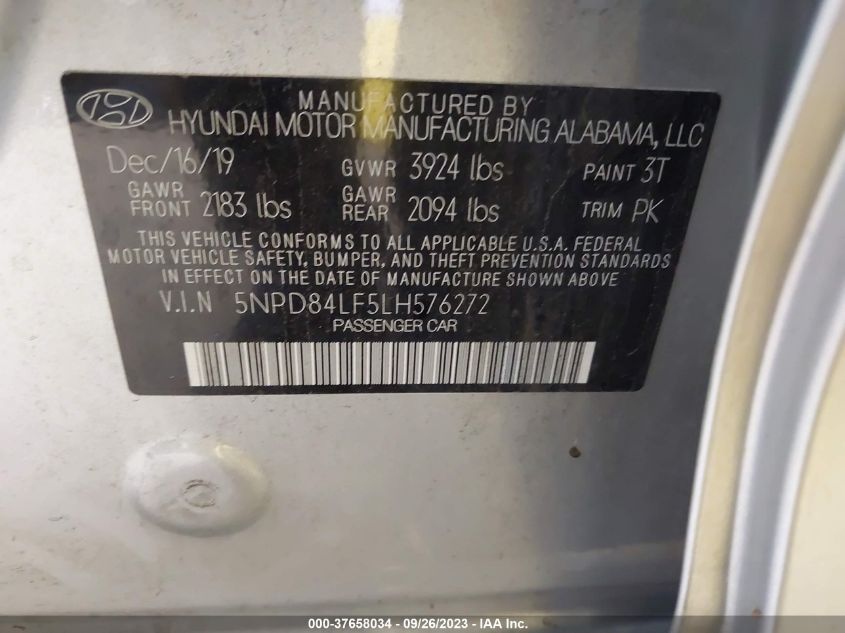 MANUFACTURED BY
HYUNDAI MOTOR MANUFACTURING ALABAMA, LLC
Dec/16/19 GVWR 3924 lbs PAINT 3T
GAWR FRONT 2183 lbs GAWR REAR 2094 lbs TRIM PK
THIS VEHICLE CONFORMS TO ALL APPLICABLE U.S.A. FEDERAL
MOTOR VEHICLE SAFETY, BUMPER, AND THEFT PREVENTION STANDARDS
IN EFFECT ON THE DATE OF MANUFACTURE SHOWN ABOVE
V.I.N 5NPD84LF5LH576272
PASSENGER CAR
000-37658034 - 09/26/2023 - IAA Inc.